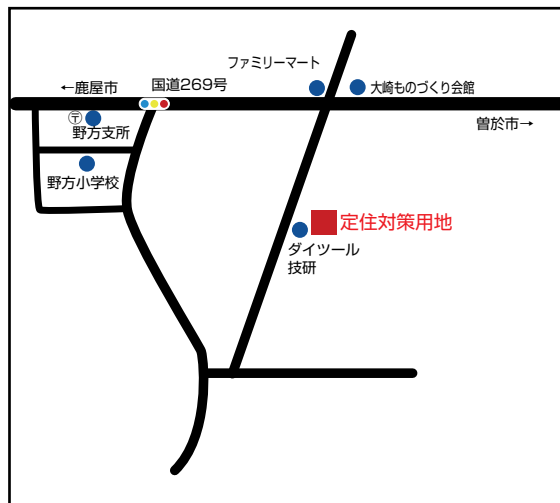 ファミリーマート
←鹿屋市
国道269号
大崎ものづくり会館
曽於市→
〒
野方支所
野方小学校
定住対策用地
ダイツール
技研